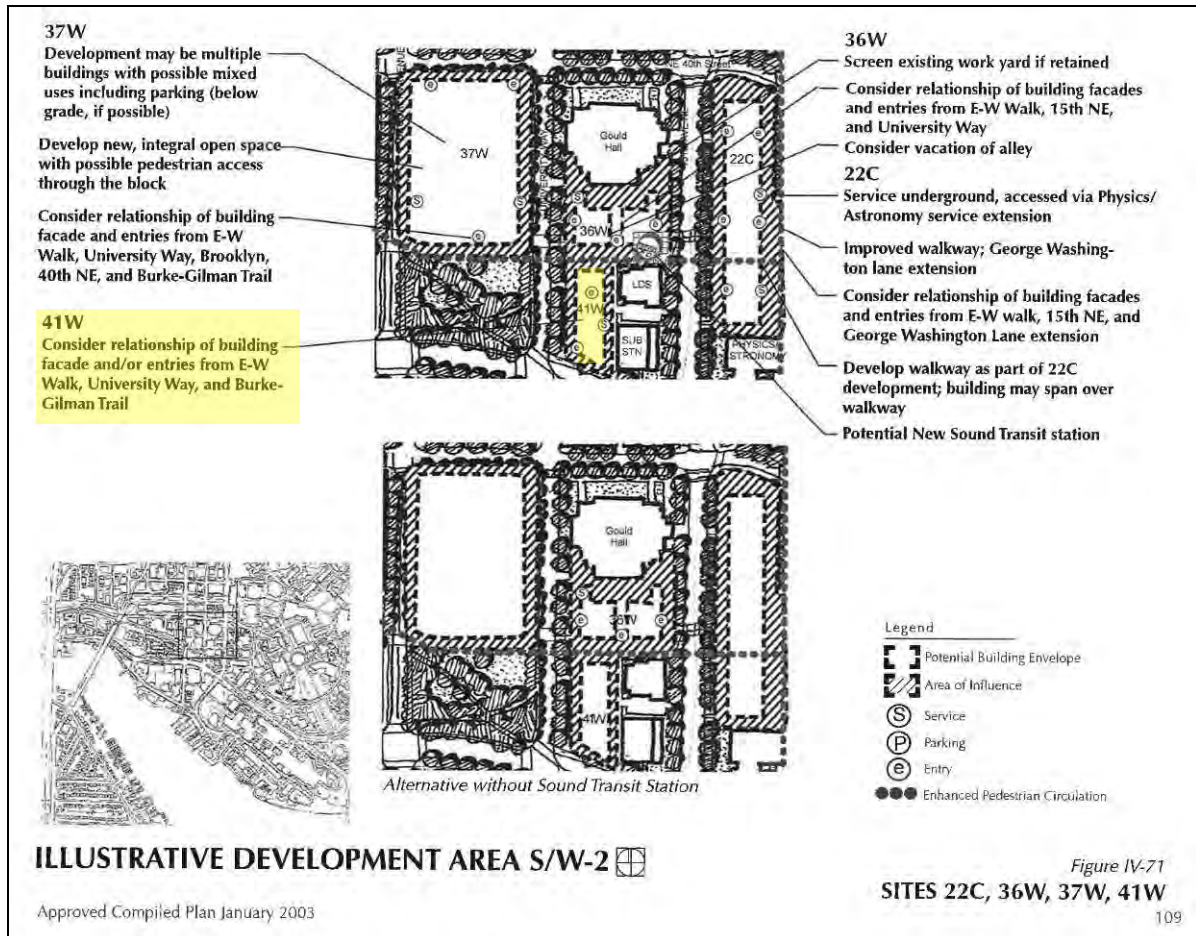 37W
Development may be multiple
buildings with possible mixed
uses including parking (below
grade, if possible)
Develop new, integral open space
with possible pedestrian access
through the block
Consider relationship of building
facade and entries from E-W
Walk, University Way, Brooklyn,
40th NE, and Burke-Gilman Trail
41W
Consider relationship of building
facade and/or entries from E-W
Walk, University Way, and Burke-
Gilman Trail
NE 40th Street
Gould
Hall
37W
22C
36W
LDS
41W
SUB
STN
PHYSICS/
ASTRONOMY
36W
Screen existing work yard if retained
Consider relationship of building facades
and entries from E-W Walk, 15th NE,
and University Way
Consider vacation of alley
22C
Service underground, accessed via Physics/
Astronomy service extension
Improved walkway; George Washing-
ton lane extension
Consider relationship of building facades
and entries from E-W walk, 15th NE, and
George Washington Lane extension
Develop walkway as part of 22C
development; building may span over
walkway
Potential New Sound Transit station
Gould
Hall
36W
41W
Alternative without Sound Transit Station
Legend
Potential Building Envelope
Area of Influence
S Service
P Parking
e Entry
Enhanced Pedestrian Circulation
ILLUSTRATIVE DEVELOPMENT AREA S/W-2
Figure IV-71
SITES 22C, 36W, 37W, 41W
Approved Compiled Plan January 2003
109